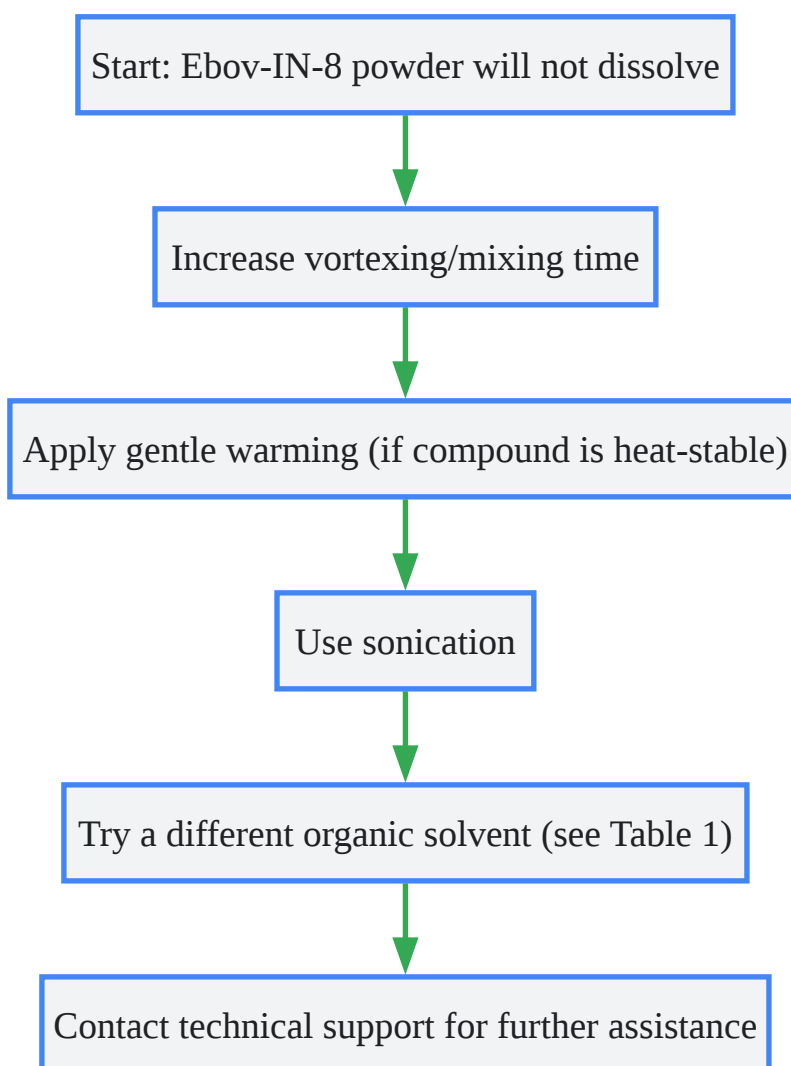 Start: Ebov-IN-8 powder will not dissolve
Increase vortexing/mixing time
Apply gentle warming (if compound is heat-stable)
Use sonication
Try a different organic solvent (see Table 1)
Contact technical support for further assistance